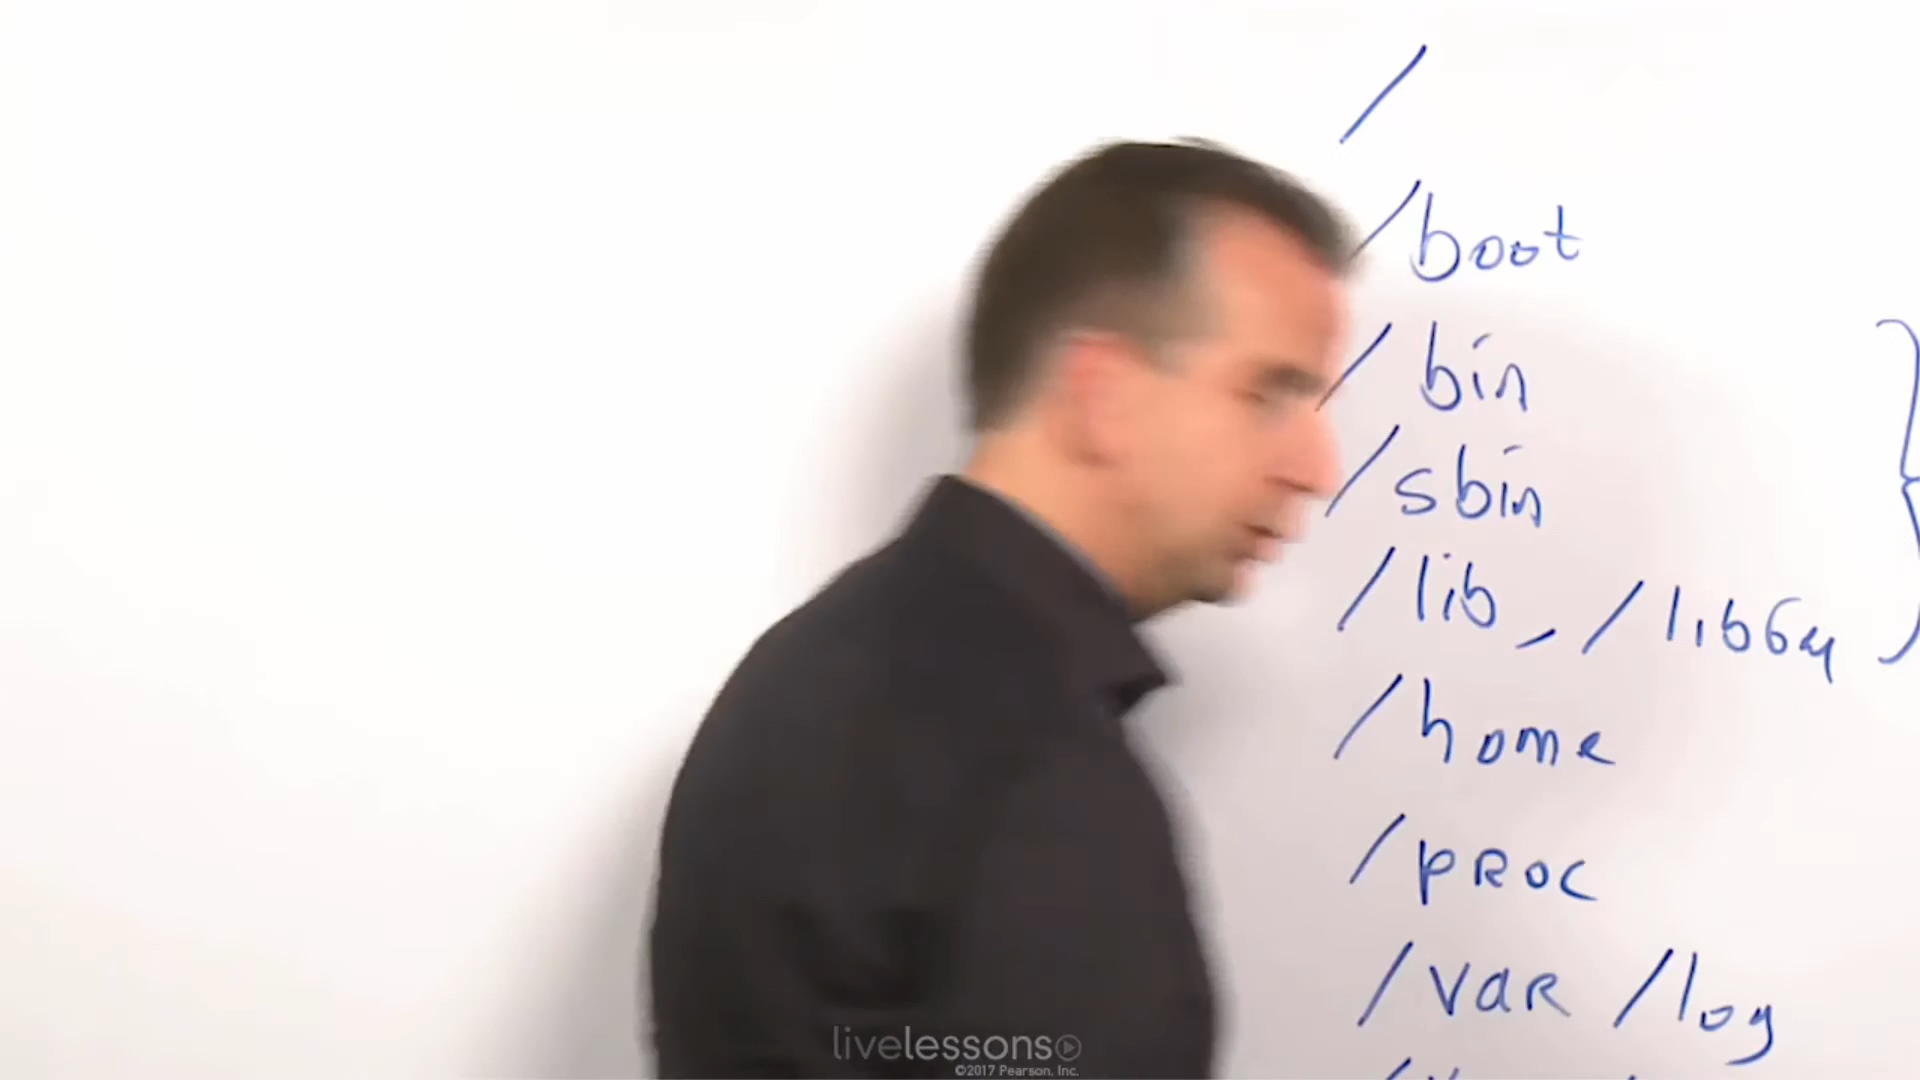 /
/boot
/bin
/sbin
/lib, /lib64
/home
/proc
/var/log
livelessons
©2017 Pearson, Inc.